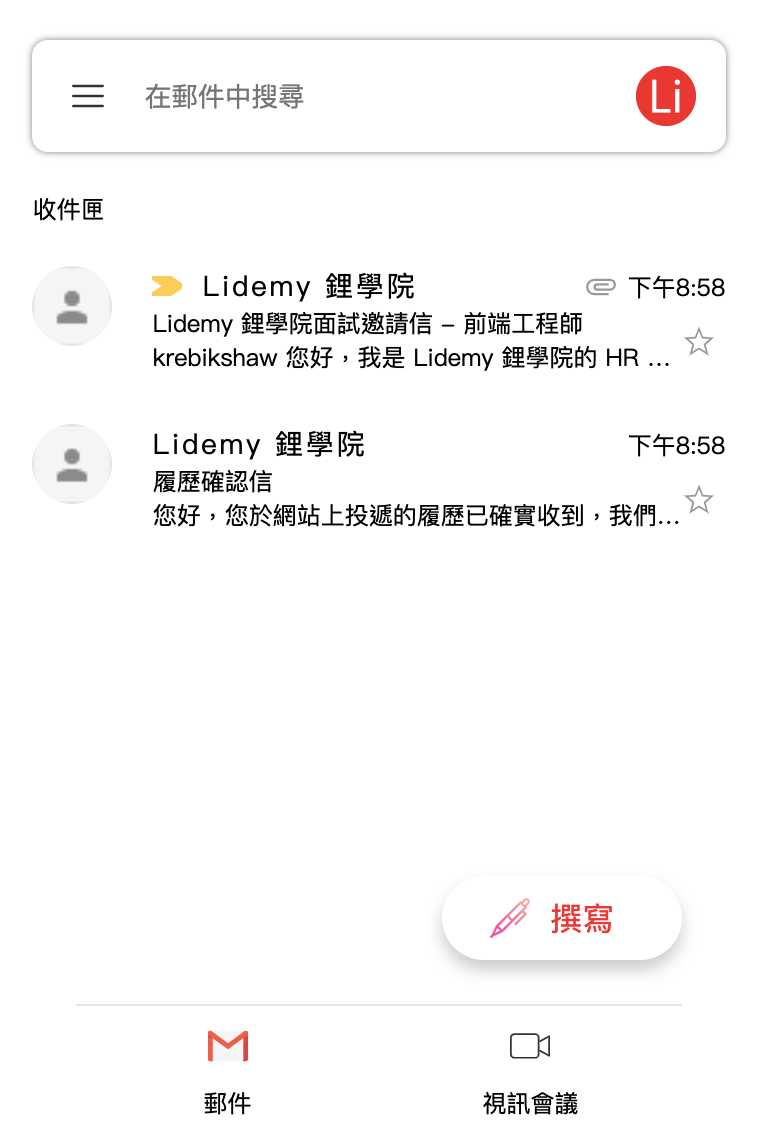 在郵件中搜尋
Li
收件匣
Lidemy 鋰學院
下午8:58
Lidemy 鋰學院面試邀請信 – 前端工程師
krebikshaw 您好，我是 Lidemy 鋰學院的 HR ...
Lidemy 鋰學院
下午8:58
履歷確認信
您好，您於網站上投遞的履歷已確實收到，我們...
撰寫
郵件
視訊會議